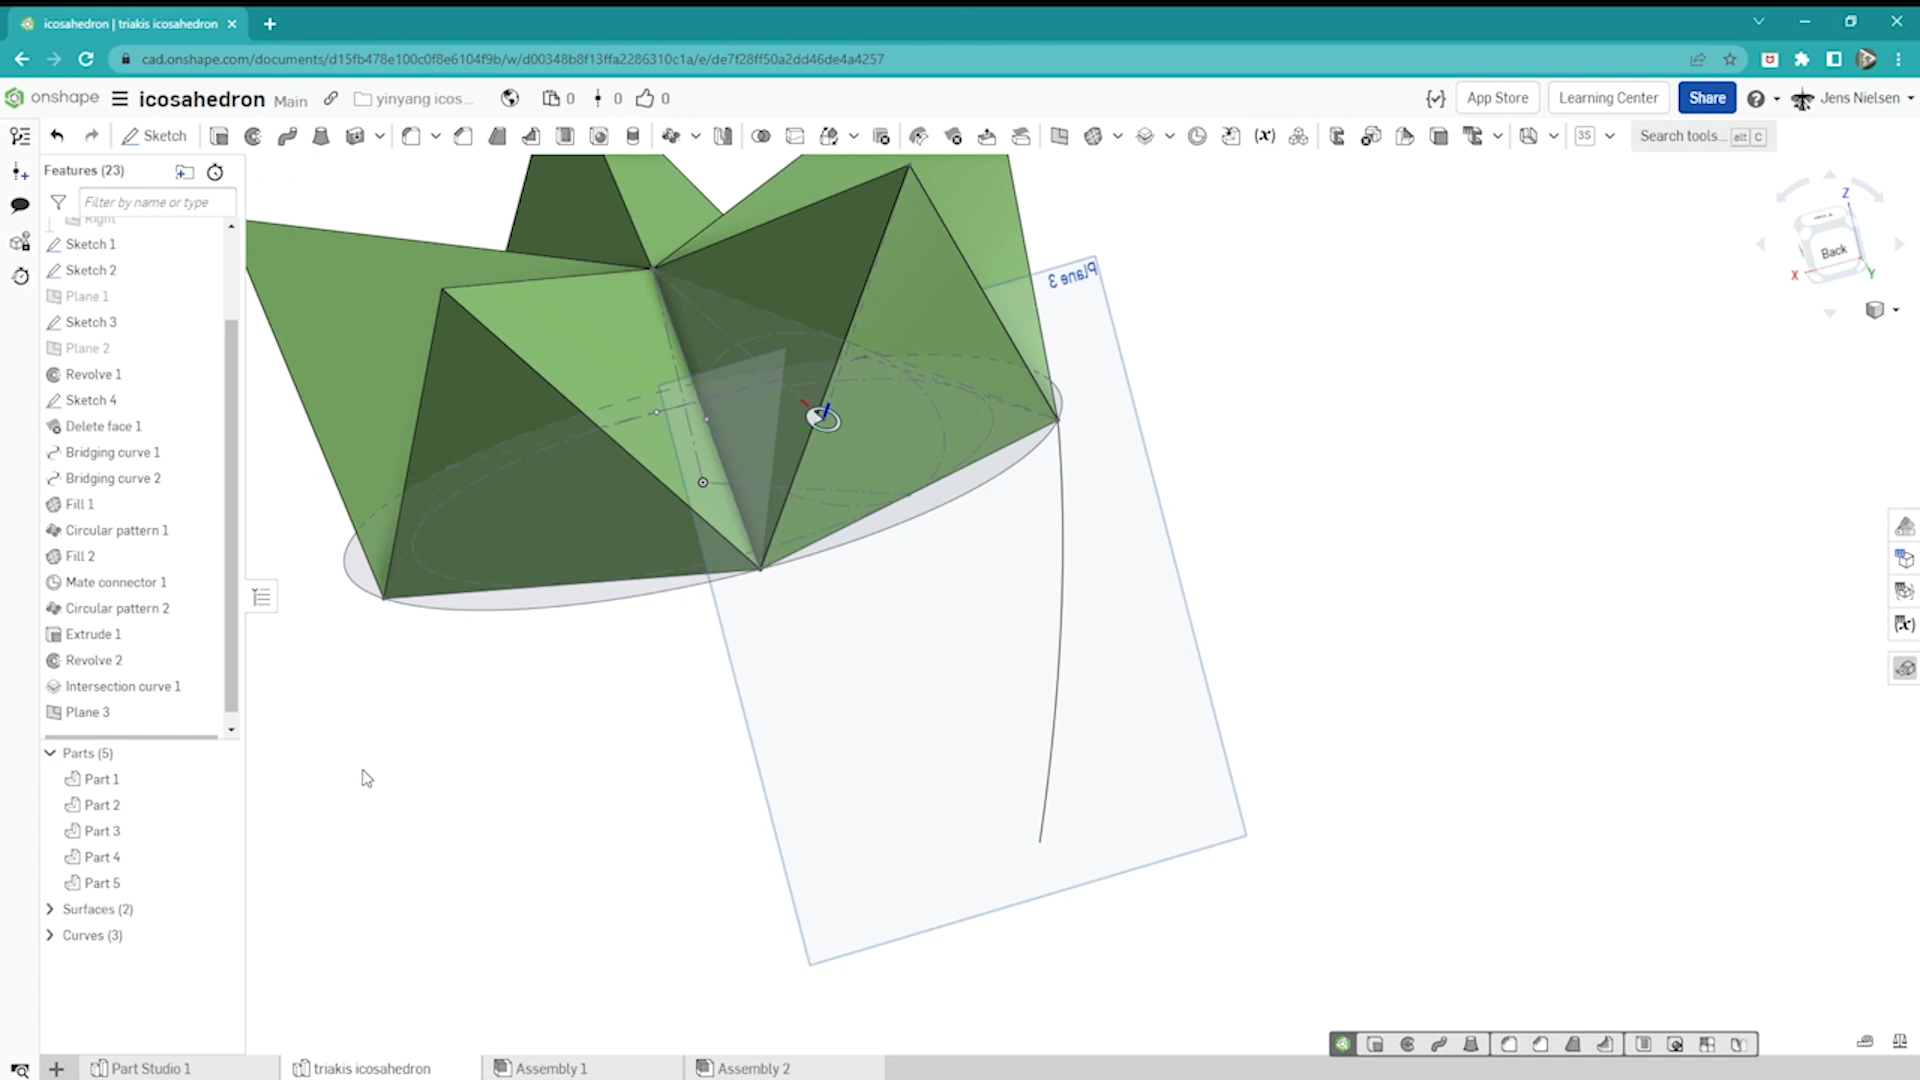 icosahedron | triakis icosahedron
cad.onshape.com/documents/d15fb478e100c0f8e6104f9b/w/d00348b8f13ffa2286310c1a/e/de7f28ff50a2dd46de4a4257
onshape
icosahedron Main
yinyang icos...
0
0
0
App Store
Learning Center
Share
Jens Nielsen
Sketch
(x)
3S
Search tools... alt C
Features (23)
Filter by name or type
Right
Sketch 1
Sketch 2
Plane 1
Sketch 3
Plane 2
Revolve 1
Sketch 4
Delete face 1
Bridging curve 1
Bridging curve 2
Fill 1
Circular pattern 1
Fill 2
Mate connector 1
Circular pattern 2
Extrude 1
Revolve 2
Intersection curve 1
Plane 3
Parts (5)
Part 1
Part 2
Part 3
Part 4
Part 5
Surfaces (2)
Curves (3)
Plane 3
Z
Back
X
Y
(x)
Part Studio 1
triakis icosahedron
Assembly 1
Assembly 2